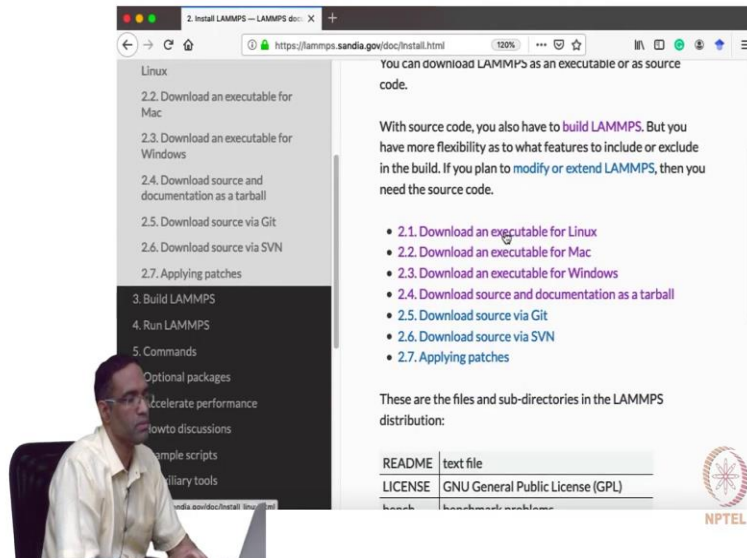 2. Install LAMMPS — LAMMPS doc
https://lammps.sandia.gov/doc/Install.html
120%
Linux
2.2. Download an executable for
Mac
2.3. Download an executable for
Windows
2.4. Download source and
documentation as a tarball
2.5. Download source via Git
2.6. Download source via SVN
2.7. Applying patches
3. Build LAMMPS
4. Run LAMMPS
5. Commands
Optional packages
ccelerate performance
owto discussions
ample scripts
iliary tools
You can download LAMMPS as an executable or as source
code.
With source code, you also have to build LAMMPS. But you
have more flexibility as to what features to include or exclude
in the build. If you plan to modify or extend LAMMPS, then you
need the source code.
• 2.1. Download an executable for Linux
• 2.2. Download an executable for Mac
• 2.3. Download an executable for Windows
• 2.4. Download source and documentation as a tarball
• 2.5. Download source via Git
• 2.6. Download source via SVN
• 2.7. Applying patches
These are the files and sub-directories in the LAMMPS
distribution:
README text file
LICENSE GNU General Public License (GPL)
bench benchmark problems
NPTEL